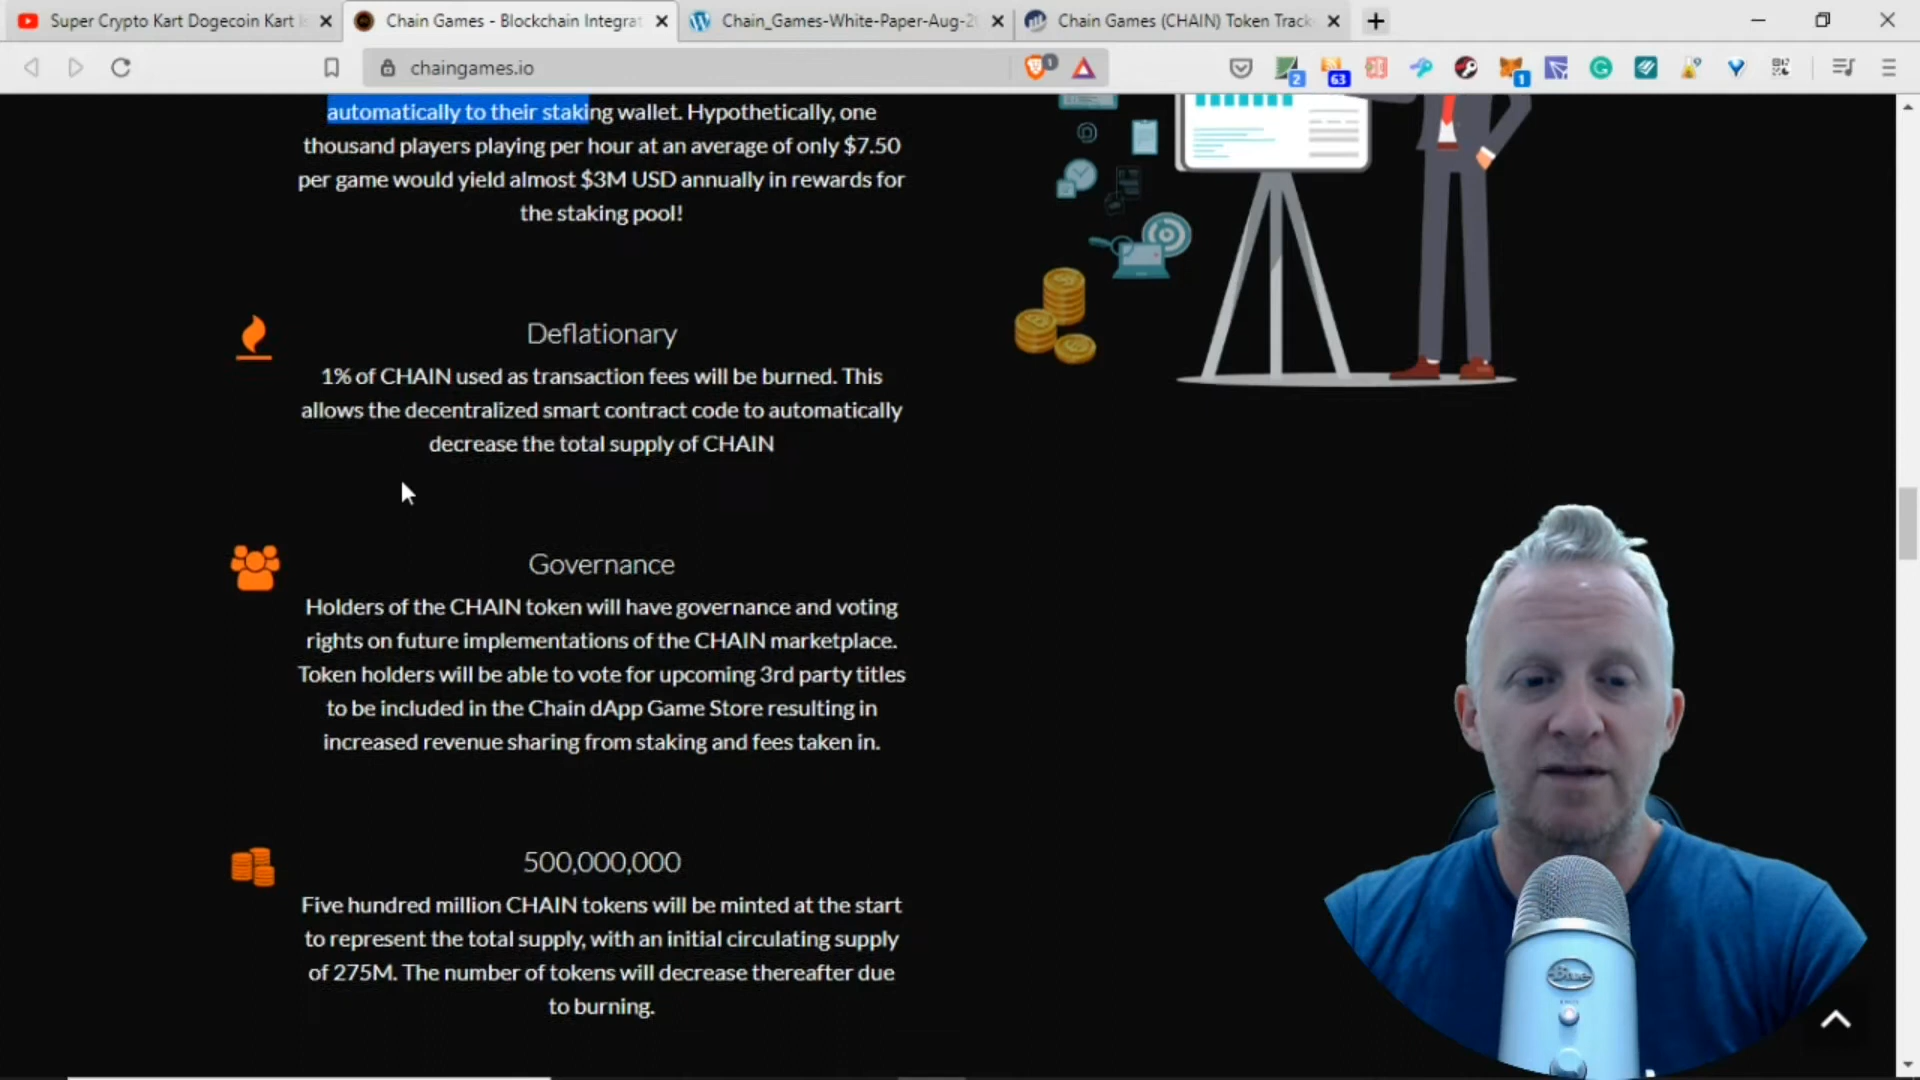 Super Crypto Kart Dogecoin Kart
Chain Games - Blockchain Integrat
Chain_Games-White-Paper-Aug-2
Chain Games (CHAIN) Token Track
chaingames.io
1
2
63
1
automatically to their staking wallet. Hypothetically, one
thousand players playing per hour at an average of only $7.50
per game would yield almost $3M USD annually in rewards for
the staking pool!
Deflationary
1% of CHAIN used as transaction fees will be burned. This
allows the decentralized smart contract code to automatically
decrease the total supply of CHAIN
Governance
Holders of the CHAIN token will have governance and voting
rights on future implementations of the CHAIN marketplace.
Token holders will be able to vote for upcoming 3rd party titles
to be included in the Chain dApp Game Store resulting in
increased revenue sharing from staking and fees taken in.
500,000,000
Five hundred million CHAIN tokens will be minted at the start
to represent the total supply, with an initial circulating supply
of 275M. The number of tokens will decrease thereafter due
to burning.
Blue